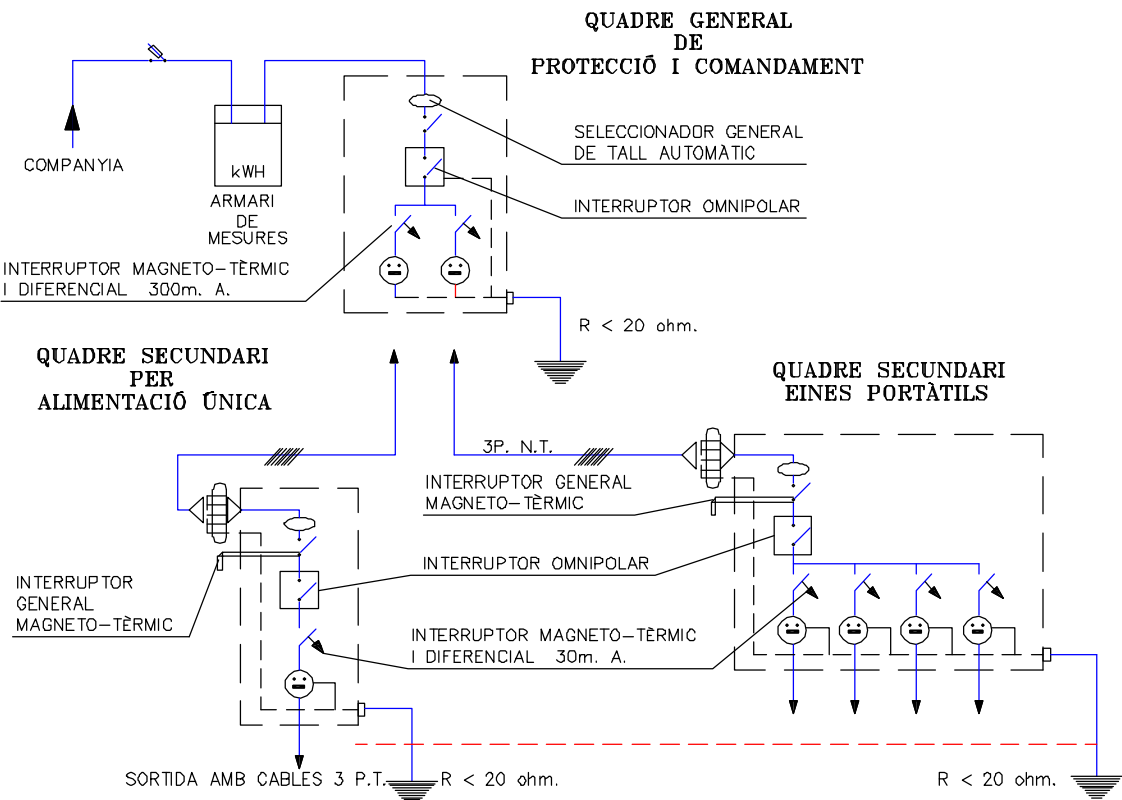 QUADRE GENERAL
DE
PROTECCIÓ I COMANDAMENT
SELECCIONADOR GENERAL
DE TALL AUTOMÀTIC
COMPANYIA
kWH
ARMARI
DE
MESURES
INTERRUPTOR OMNIPOLAR
INTERRUPTOR MAGNETO-TÈRMIC
I DIFERENCIAL 300m. A.
R < 20 ohm.
QUADRE SECUNDARI
PER
ALIMENTACIÓ ÚNICA
QUADRE SECUNDARI
EINES PORTÀTILS
3P. N.T.
INTERRUPTOR GENERAL
MAGNETO-TÈRMIC
INTERRUPTOR OMNIPOLAR
INTERRUPTOR
GENERAL
MAGNETO-TÈRMIC
INTERRUPTOR MAGNETO-TÈRMIC
I DIFERENCIAL 30m. A.
SORTIDA AMB CABLES 3 P.T.
R < 20 ohm.
R < 20 ohm.